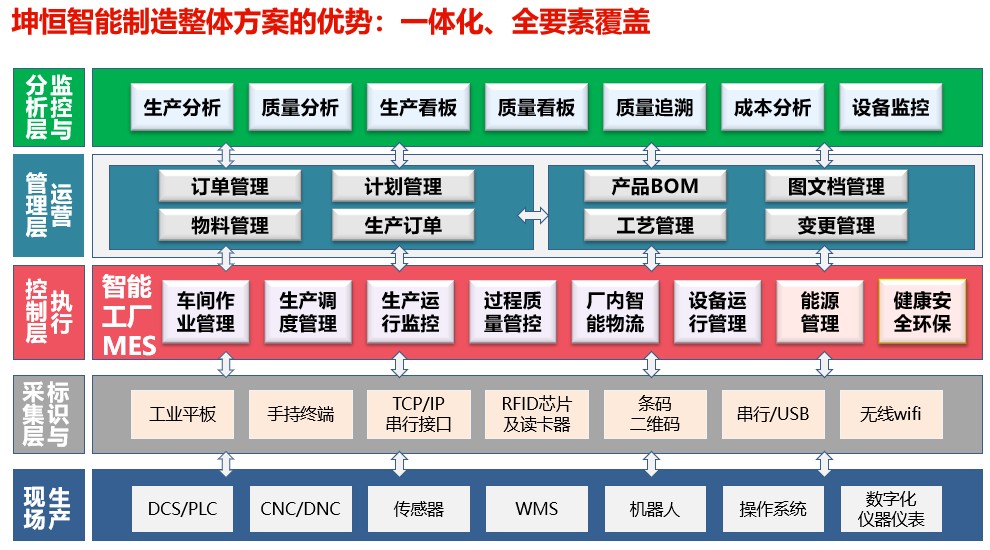 坤恒智能制造整体方案的优势：一体化、全要素覆盖
监控与
分析层
生产分析
质量分析
生产看板
质量看板
质量追溯
成本分析
设备监控
运营
管理层
订单管理
计划管理
产品BOM
图文档管理
物料管理
生产订单
工艺管理
变更管理
执行
控制层
智能
工厂
MES
车间作
业管理
生产调
度管理
生产运
行监控
过程质
量管控
厂内智
能物流
设备运
行管理
能源
管理
健康安
全环保
标识与
采集层
工业平板
手持终端
TCP/IP
串行接口
RFID芯片
及读卡器
条码
二维码
串行/USB
无线wifi
生产
现场
DCS/PLC
CNC/DNC
传感器
WMS
机器人
操作系统
数字化
仪器仪表